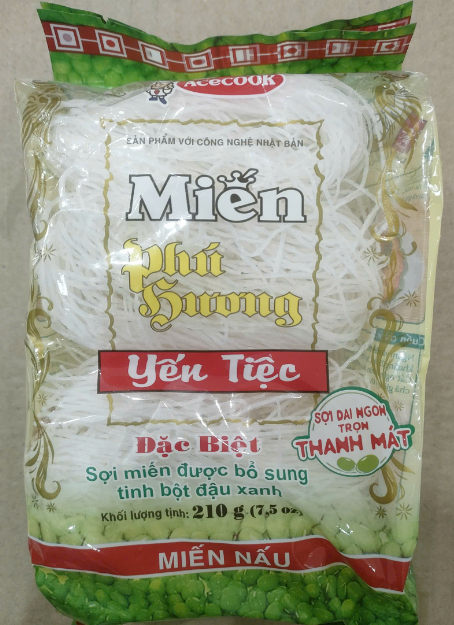 ACECOOK
SẢN PHẨM VỚI CÔNG NGHỆ NHẬT BẢN
Miến
Phú
Hương
Yến Tiệc
SỢI DAI NGON
TRỌN
THANH MÁT
Đặc Biệt
Sợi miến được bổ sung
tinh bột đậu xanh
Khối lượng tịnh: 210 g (7,5 oz)
MIẾN NẤU